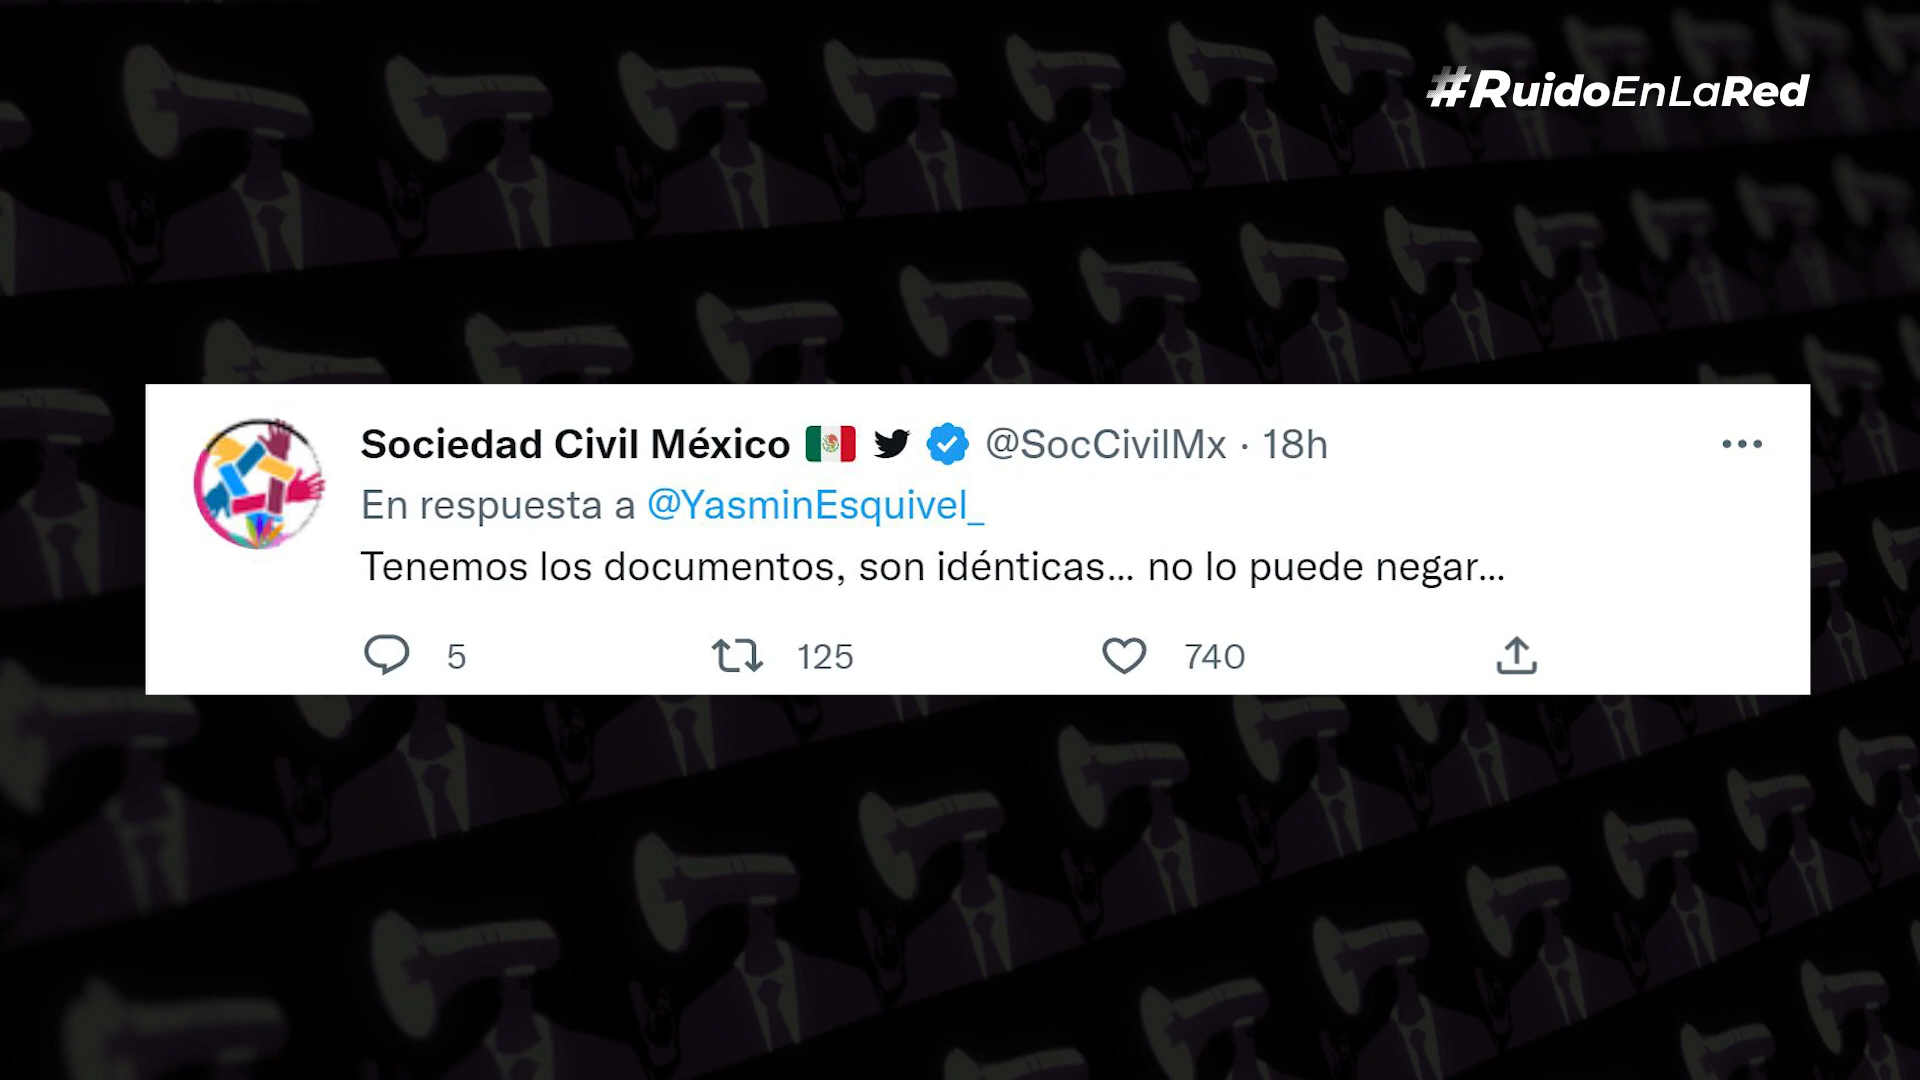 #RuidoEnLaRed
Sociedad Civil México 🇲🇽 @SocCivilMx · 18h
En respuesta a @YasminEsquivel_
Tenemos los documentos, son idénticas... no lo puede negar...
5 125 740